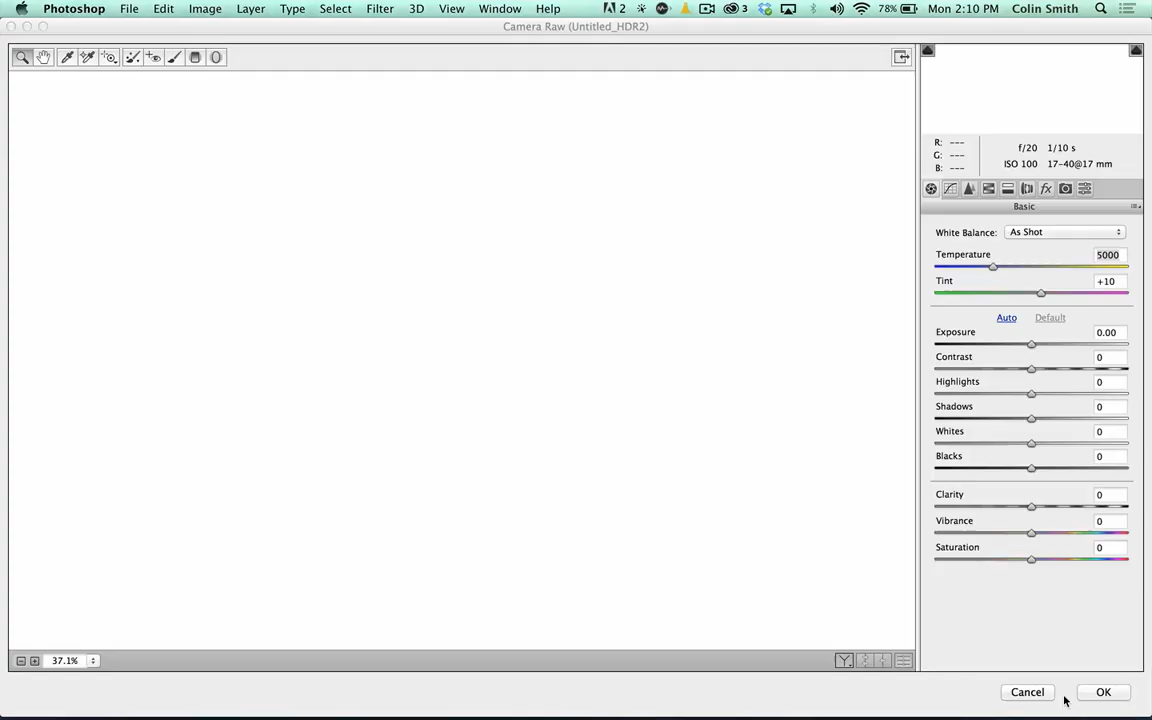 Photoshop File Edit Image Layer Type Select Filter 3D View Window Help 2 3 78% Mon 2:10 PM Colin Smith
Camera Raw (Untitled_HDR2)
R: ---
G: ---
B: ---
f/20 1/10 s
ISO 100 17-40@17 mm
fx
Basic
White Balance: As Shot
Temperature 5000
Tint +10
Auto Default
Exposure 0.00
Contrast 0
Highlights 0
Shadows 0
Whites 0
Blacks 0
Clarity 0
Vibrance 0
Saturation 0
37.1% Y
Cancel OK